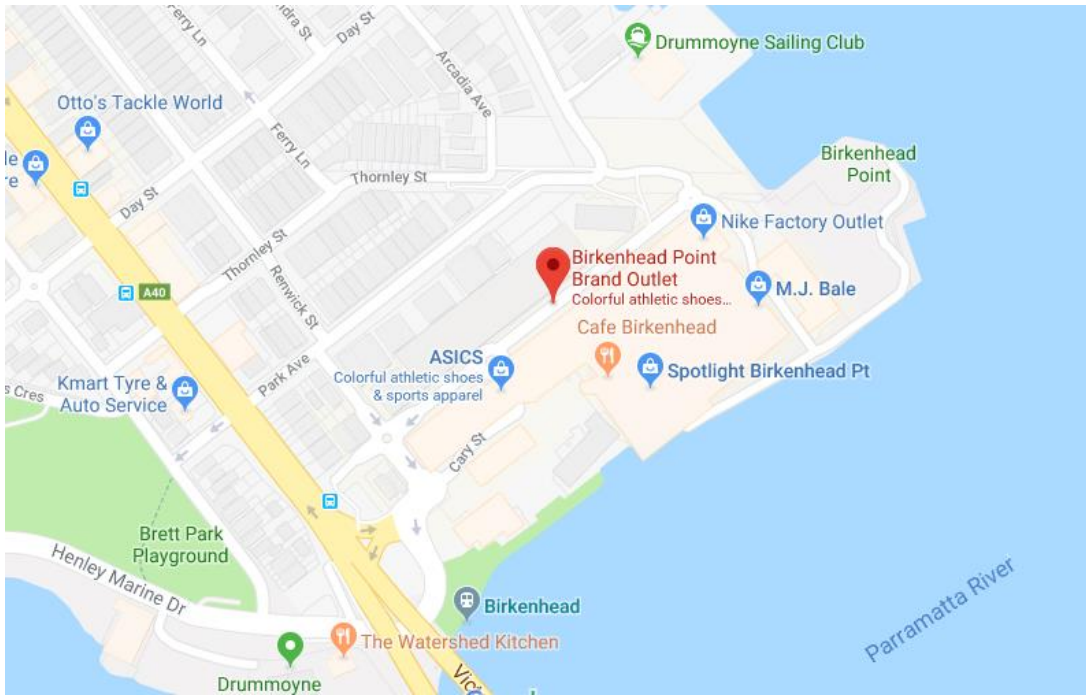 Ferry Ln
Day St
Arcadia Ave
Drummoyne Sailing Club
Otto's Tackle World
Ferry Ln
Birkenhead
Point
Thornley St
Day St
Nike Factory Outlet
Thornley St
Birkenhead Point
Brand Outlet
Colorful athletic shoes...
Renwick St
A40
M.J. Bale
Cafe Birkenhead
ASICS
Colorful athletic shoes
& sports apparel
Spotlight Birkenhead Pt
Park Ave
Kmart Tyre &
Auto Service
Cres
Cary St
Brett Park
Playground
Henley Marine Dr
Birkenhead
Parramatta River
The Watershed Kitchen
Drummoyne